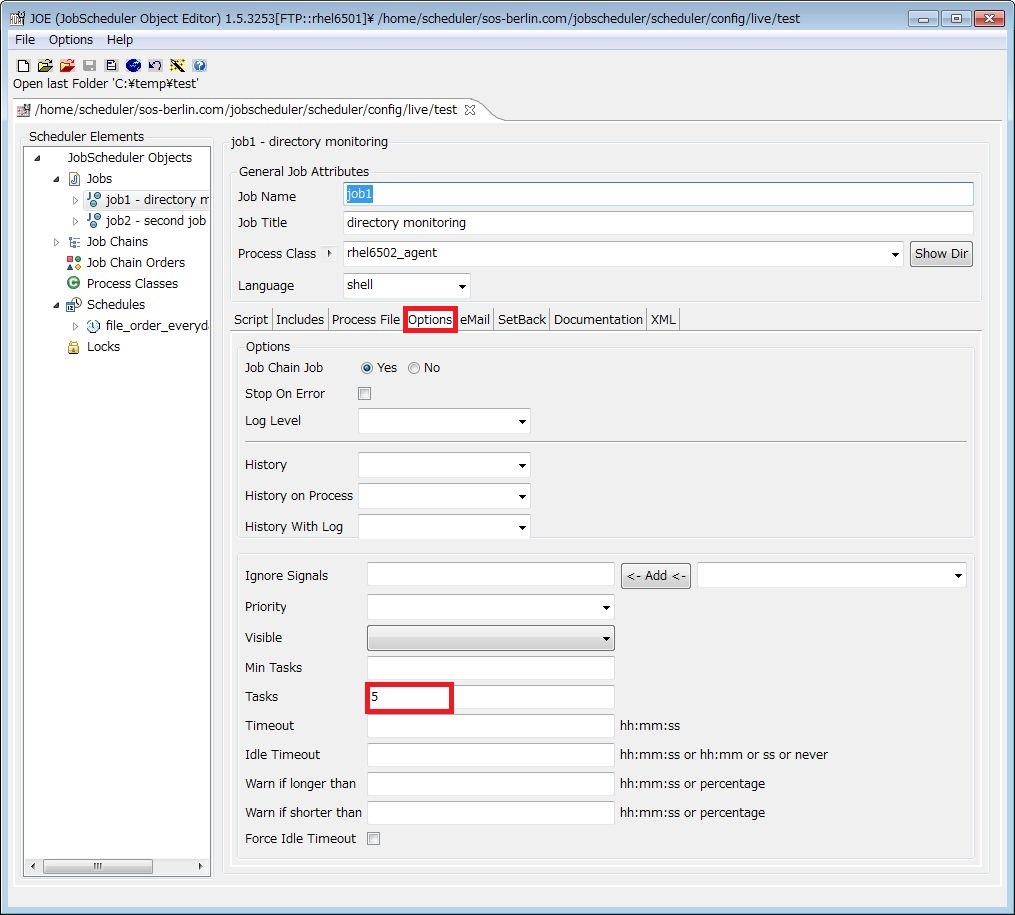 JOE (JobScheduler Object Editor) 1.5.3253[FTP::rhel6501]¥ /home/scheduler/sos-berlin.com/jobscheduler/scheduler/config/live/test
File Options Help
Open last Folder 'C:¥temp¥test'
/home/scheduler/sos-berlin.com/jobscheduler/scheduler/config/live/test
Scheduler Elements
JobScheduler Objects
Jobs
job1 - directory m
job2 - second job
Job Chains
Job Chain Orders
Process Classes
Schedules
file_order_everyd
Locks
job1 - directory monitoring
General Job Attributes
Job Name job1
Job Title directory monitoring
Process Class rhel6502_agent Show Dir
Language shell
Script Includes Process File Options eMail SetBack Documentation XML
Options
Job Chain Job Yes No
Stop On Error
Log Level
History
History on Process
History With Log
Ignore Signals <- Add <-
Priority
Visible
Min Tasks
Tasks 5
Timeout hh:mm:ss
Idle Timeout hh:mm:ss or hh:mm or ss or never
Warn if longer than hh:mm:ss or percentage
Warn if shorter than hh:mm:ss or percentage
Force Idle Timeout